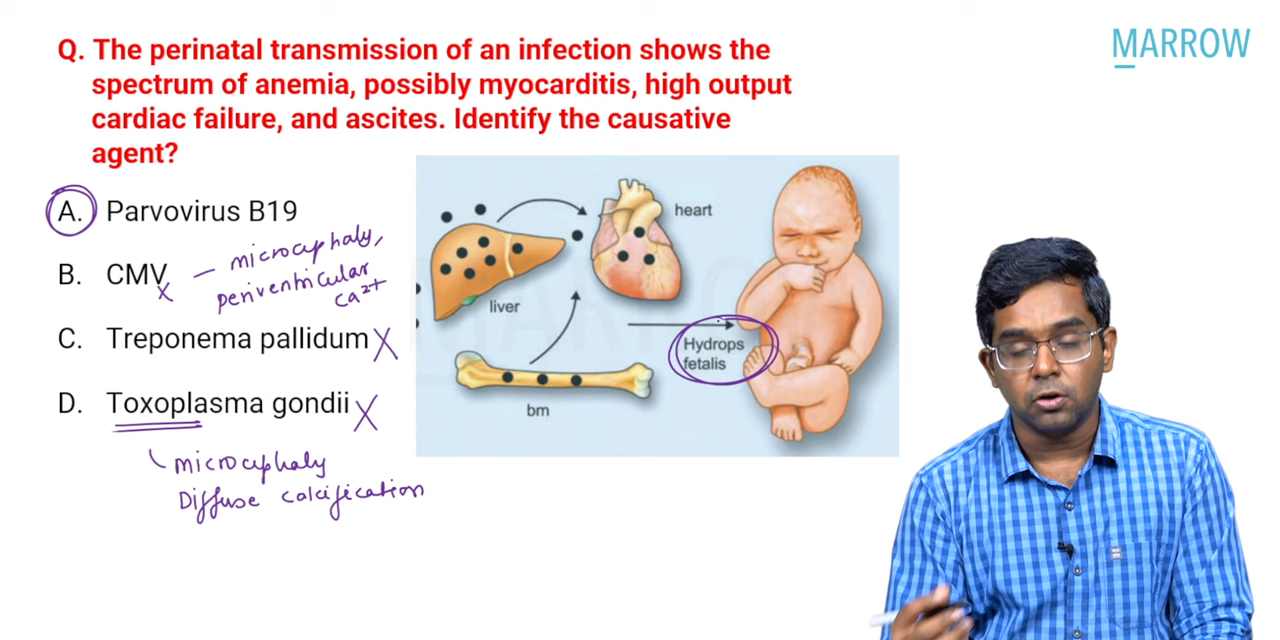 MARROW
Q. The perinatal transmission of an infection shows the
spectrum of anemia, possibly myocarditis, high output
cardiac failure, and ascites. Identify the causative
agent?
A. Parvovirus B19
B. CMV
X
– microcephaly,
periventricular
ca2+
C. Treponema pallidum X
D. Toxoplasma gondii X
microcephaly
Diffuse calcification
heart
liver
Hydrops
fetalis
bm